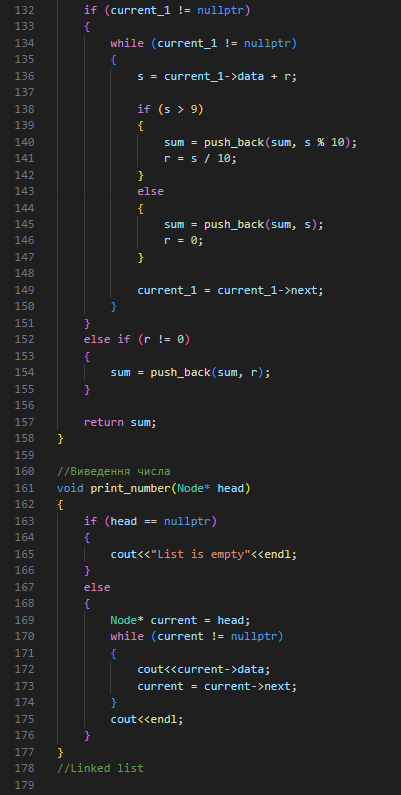 132 if (current_1 != nullptr)
133 {
134 while (current_1 != nullptr)
135 {
136 s = current_1->data + r;
137
138 if (s > 9)
139 {
140 sum = push_back(sum, s % 10);
141 r = s / 10;
142 }
143 else
144 {
145 sum = push_back(sum, s);
146 r = 0;
147 }
148
149 current_1 = current_1->next;
150 }
151 }
152 else if (r != 0)
153 {
154 sum = push_back(sum, r);
155 }
156
157 return sum;
158 }
159
160 //Виведення числа
161 void print_number(Node* head)
162 {
163 if (head == nullptr)
164 {
165 cout<<"List is empty"<<endl;
166 }
167 else
168 {
169 Node* current = head;
170 while (current != nullptr)
171 {
172 cout<<current->data;
173 current = current->next;
174 }
175 cout<<endl;
176 }
177 }
178 //Linked list
179